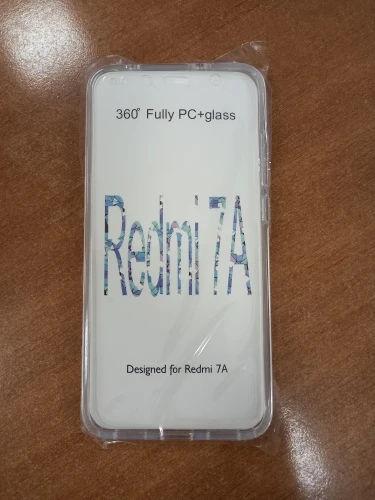 360° Fully PC+glass
Redmi 7A
Designed for Redmi 7A